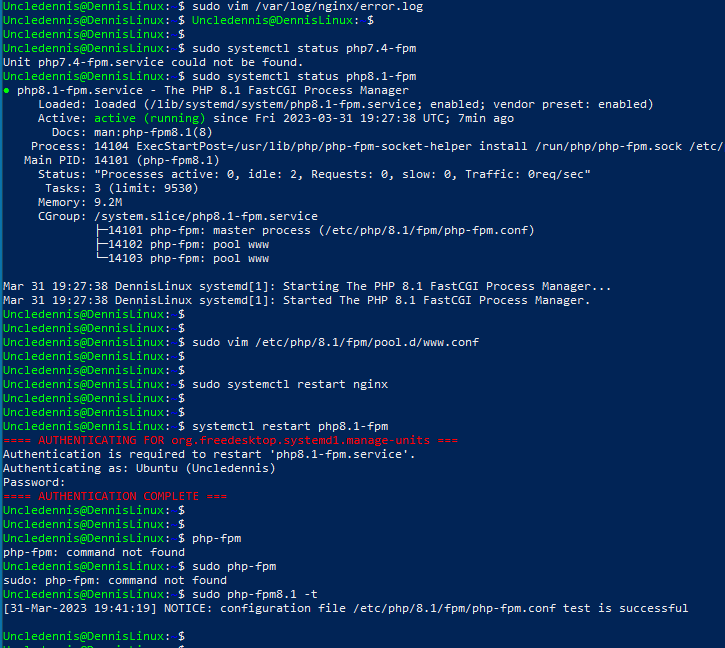 Uncledennis@DennisLinux: $ sudo vim /var/log/nginx/error.log
Uncledennis@DennisLinux: $ Uncledennis@DennisLinux: $
Uncledennis@DennisLinux: $
Uncledennis@DennisLinux: $ sudo systemctl status php7.4-fpm
Unit php7.4-fpm.service could not be found.
Uncledennis@DennisLinux: $ sudo systemctl status php8.1-fpm
● php8.1-fpm.service - The PHP 8.1 FastCGI Process Manager
     Loaded: loaded (/lib/systemd/system/php8.1-fpm.service; enabled; vendor preset: enabled)
     Active: active (running) since Fri 2023-03-31 19:27:38 UTC; 7min ago
       Docs: man:php-fpm8.1(8)
    Process: 14104 ExecStartPost=/usr/lib/php/php-fpm-socket-helper install /run/php/php-fpm.sock /etc/
   Main PID: 14101 (php-fpm8.1)
     Status: "Processes active: 0, idle: 2, Requests: 0, slow: 0, Traffic: 0req/sec"
      Tasks: 3 (limit: 9530)
     Memory: 9.2M
     CGroup: /system.slice/php8.1-fpm.service
             ├─14101 php-fpm: master process (/etc/php/8.1/fpm/php-fpm.conf)
             ├─14102 php-fpm: pool www
             └─14103 php-fpm: pool www
Mar 31 19:27:38 DennisLinux systemd[1]: Starting The PHP 8.1 FastCGI Process Manager...
Mar 31 19:27:38 DennisLinux systemd[1]: Started The PHP 8.1 FastCGI Process Manager.
Uncledennis@DennisLinux: $
Uncledennis@DennisLinux: $
Uncledennis@DennisLinux: $ sudo vim /etc/php/8.1/fpm/pool.d/www.conf
Uncledennis@DennisLinux: $
Uncledennis@DennisLinux: $
Uncledennis@DennisLinux: $ sudo systemctl restart nginx
Uncledennis@DennisLinux: $
Uncledennis@DennisLinux: $
Uncledennis@DennisLinux: $ systemctl restart php8.1-fpm
==== AUTHENTICATING FOR org.freedesktop.systemd1.manage-units ===
Authentication is required to restart 'php8.1-fpm.service'.
Authenticating as: Ubuntu (Uncledennis)
Password:
==== AUTHENTICATION COMPLETE ===
Uncledennis@DennisLinux: $
Uncledennis@DennisLinux: $
Uncledennis@DennisLinux: $ php-fpm
php-fpm: command not found
Uncledennis@DennisLinux: $ sudo php-fpm
sudo: php-fpm: command not found
Uncledennis@DennisLinux: $ sudo php-fpm8.1 -t
[31-Mar-2023 19:41:19] NOTICE: configuration file /etc/php/8.1/fpm/php-fpm.conf test is successful
Uncledennis@DennisLinux: $
Uncledennis@DennisLinux: $